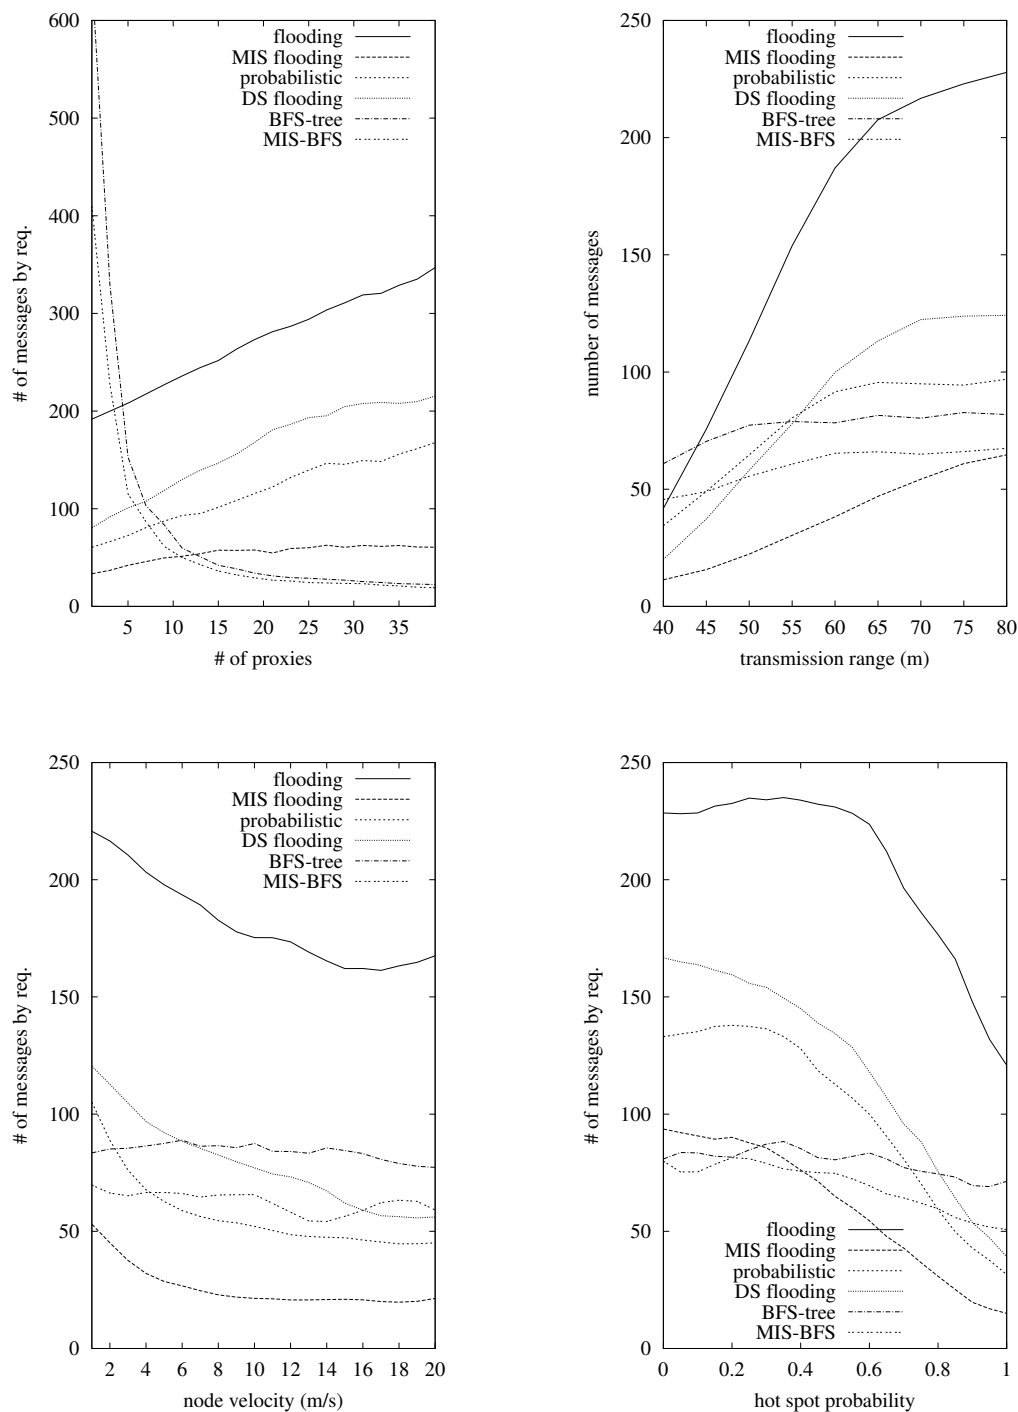 600
500
400
300
200
100
0
# of messages by req.
flooding
MIS flooding
probabilistic
DS flooding
BFS-tree
MIS-BFS
5 10 15 20 25 30 35
# of proxies
250
200
150
100
50
0
number of messages
flooding
MIS flooding
probabilistic
DS flooding
BFS-tree
MIS-BFS
40 45 50 55 60 65 70 75 80
transmission range (m)
250
200
150
100
50
0
# of messages by req.
flooding
MIS flooding
probabilistic
DS flooding
BFS-tree
MIS-BFS
2 4 6 8 10 12 14 16 18 20
node velocity (m/s)
250
200
150
100
50
0
# of messages by req.
flooding
MIS flooding
probabilistic
DS flooding
BFS-tree
MIS-BFS
0 0.2 0.4 0.6 0.8 1
hot spot probability